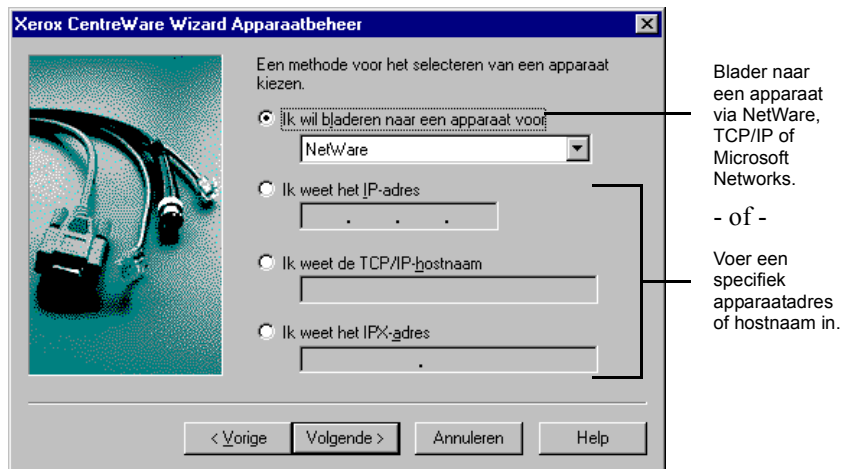 Xerox CentreWare Wizard Apparaatbeheer
Een methode voor het selecteren van een apparaat
kiezen.
Ik wil bladeren naar een apparaat voor
NetWare
Ik weet het IP-adres
. . .
Ik weet de TCP/IP-hostnaam
Ik weet het IPX-adres
.
< Vorige
Volgende >
Annuleren
Help
Blader naar
een apparaat
via NetWare,
TCP/IP of
Microsoft
Networks.
- of -
Voer een
specifiek
apparaatadres
of hostnaam in.